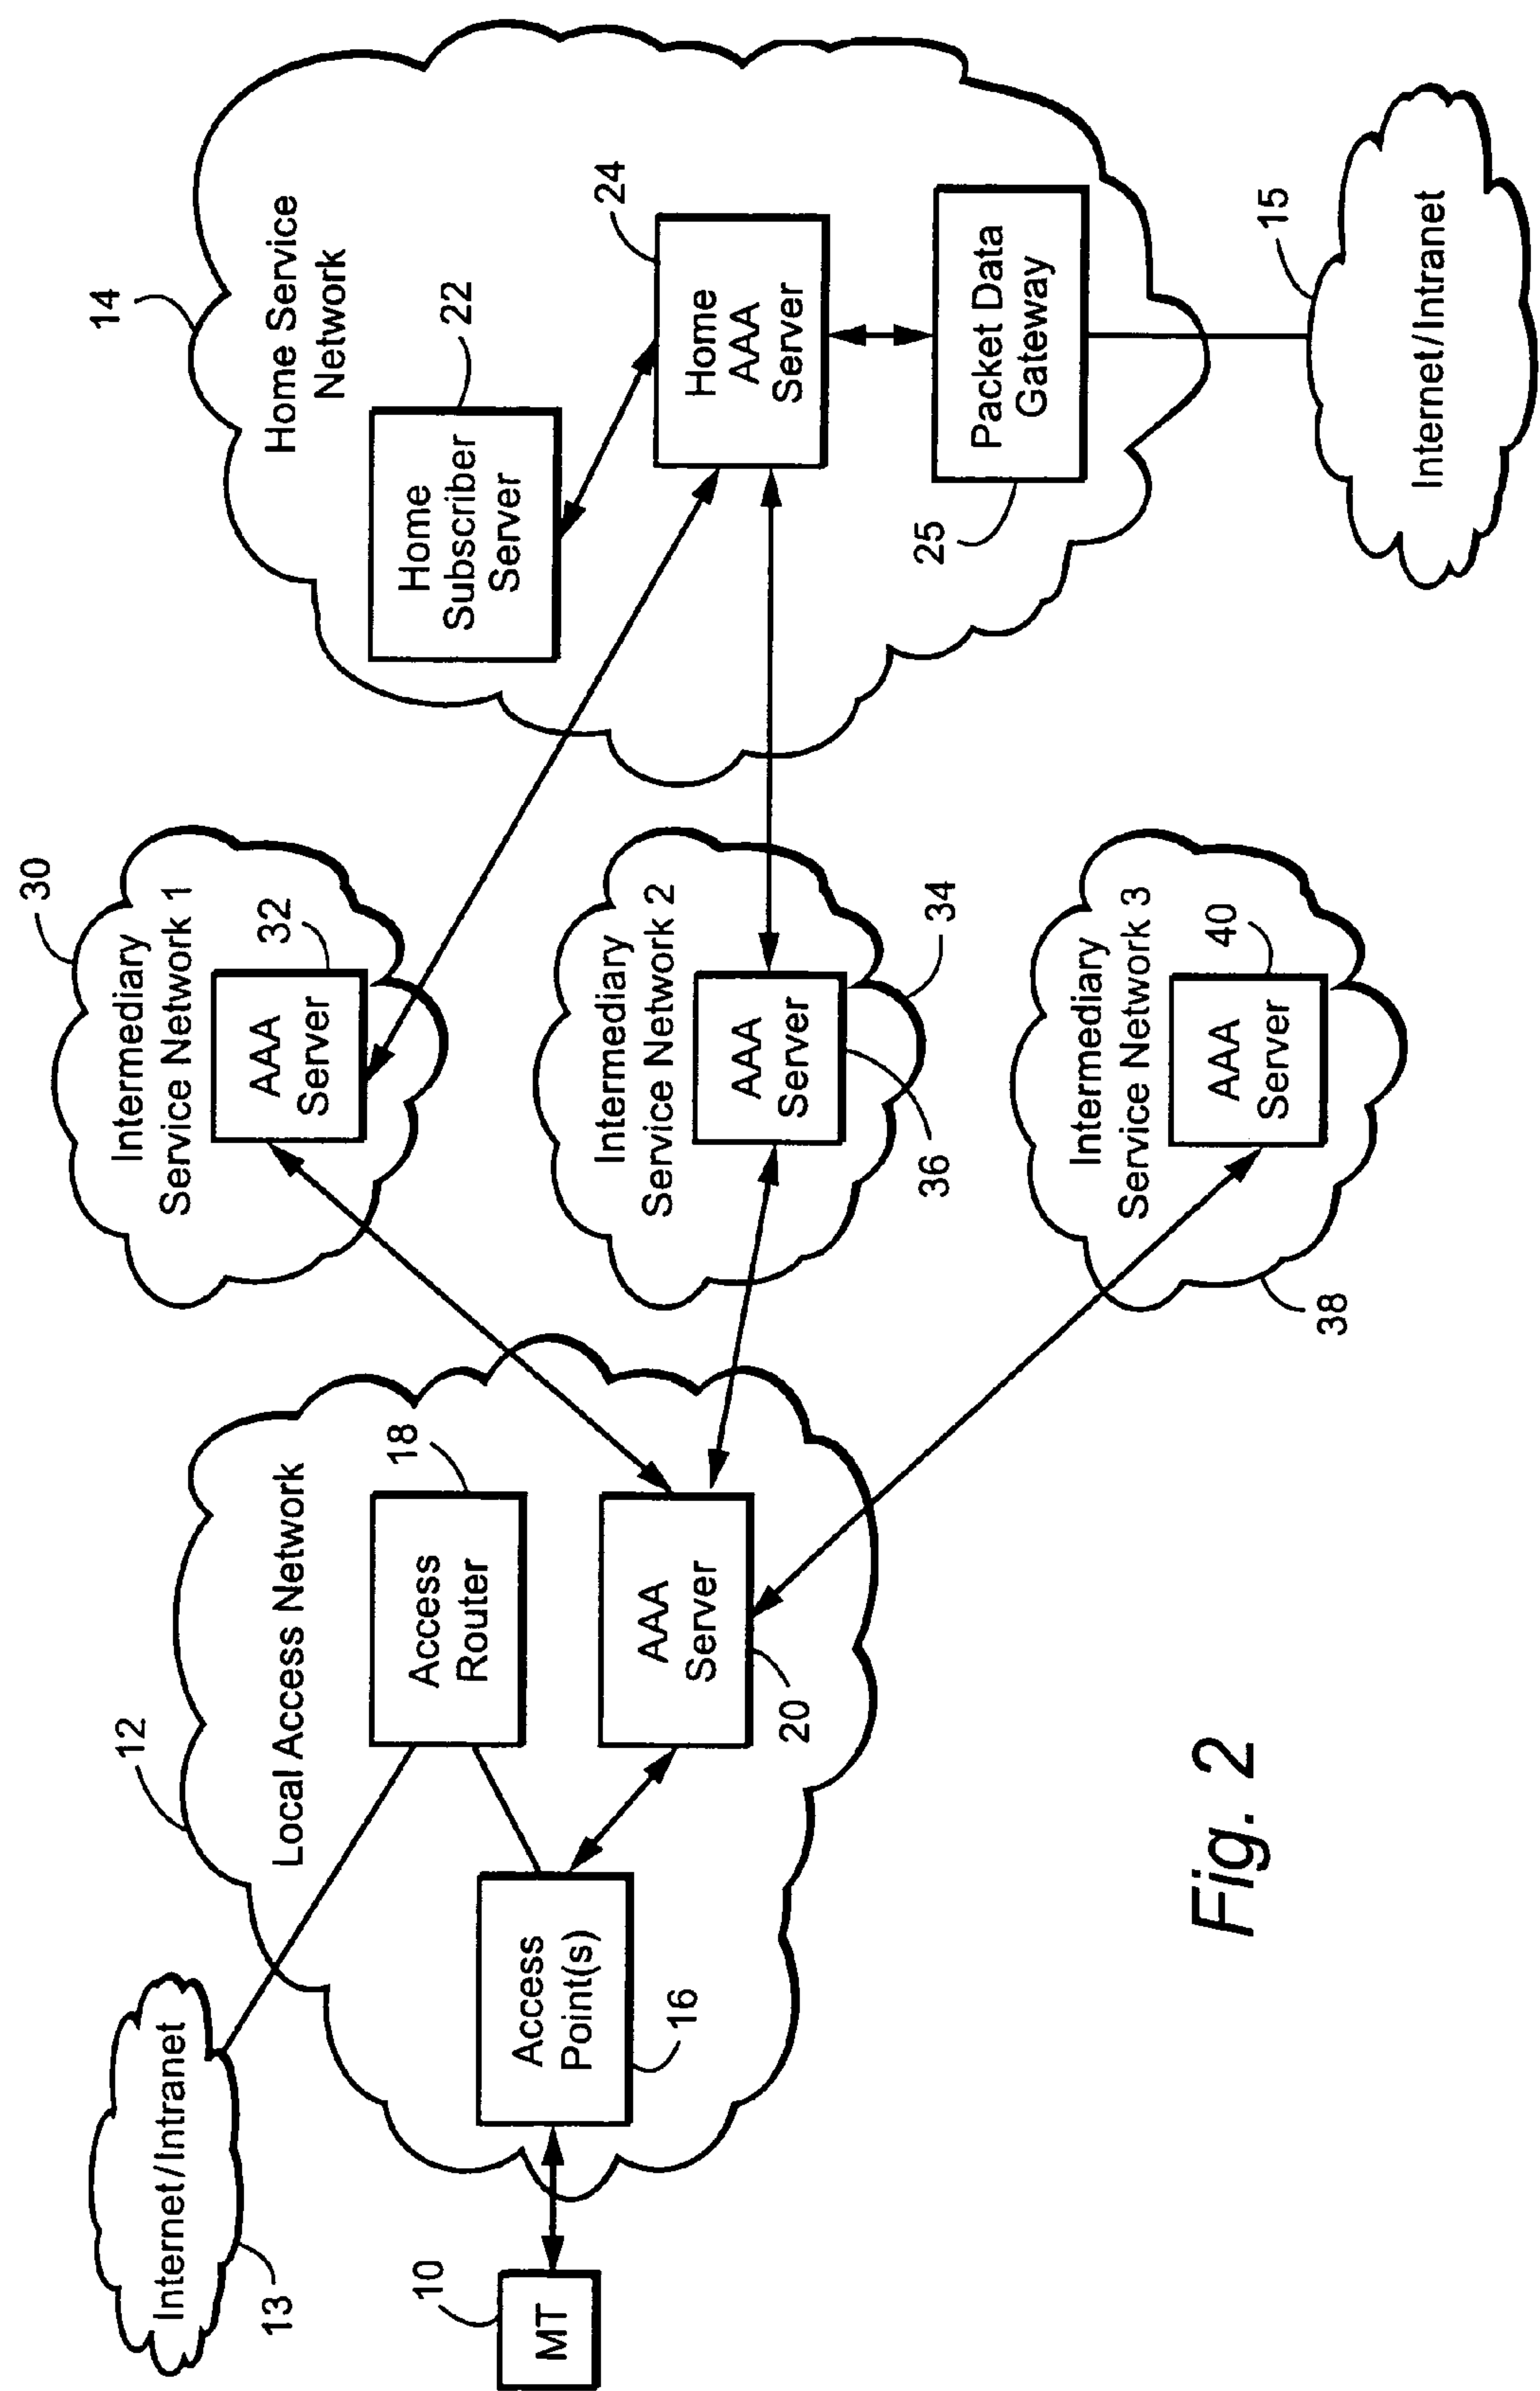 13
Internet/Intranet
12
Local Access Network
10
MT
Access
Point(s)
16
Access
Router
18
AAA
Server
20
30
Intermediary
Service Network 1
AAA
Server
32
Intermediary
Service Network 2
AAA
Server
34
36
Intermediary
Service Network 3
AAA
Server
40
38
14
Home Service
Network
Home
Subscriber
Server
22
Home
AAA
Server
24
Packet Data
Gateway
25
Internet/Intranet
15
Fig. 2